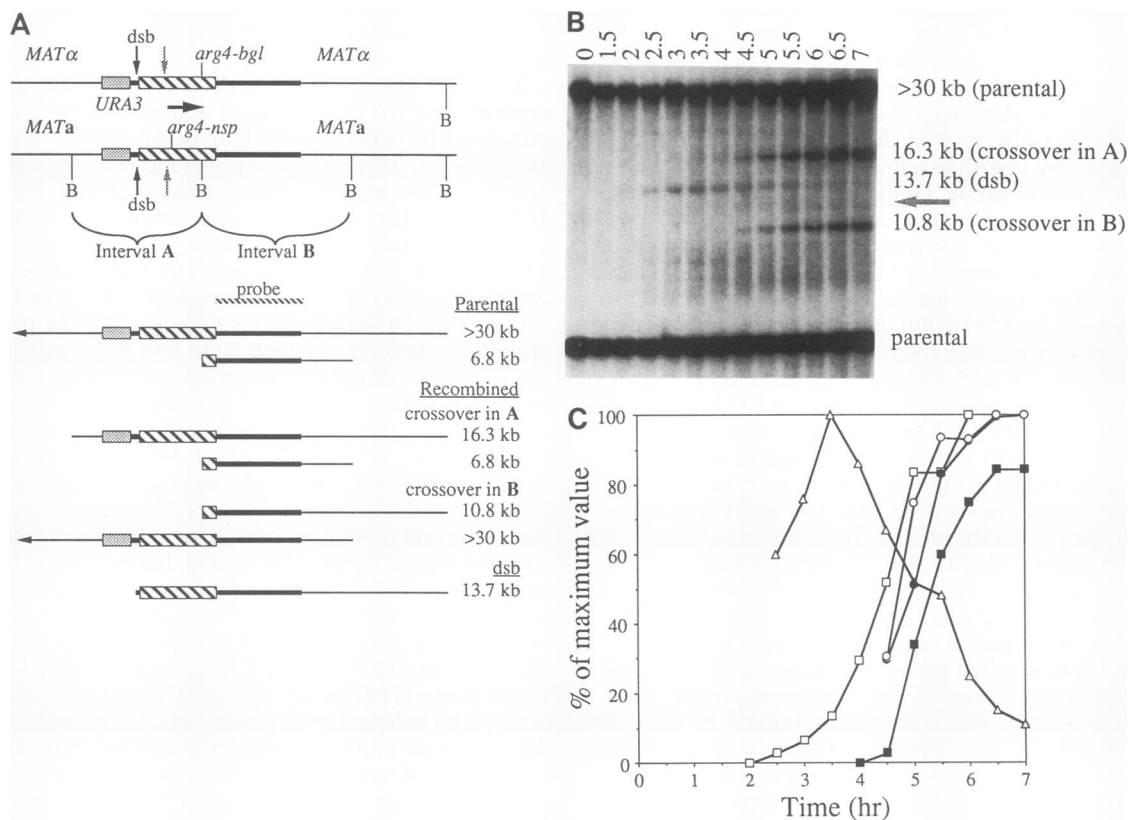 A
dsb
MATα
arg4-bgl
MATα
URA3
B
arg4-nsp
MATa
MATa
B
dsb
B
B
B
Interval A
Interval B
probe
Parental
>30 kb
6.8 kb
Recombined
crossover in A
16.3 kb
6.8 kb
crossover in B
10.8 kb
>30 kb
dsb
13.7 kb
B
0 1.5 2 2.5 3 3.5 4 4.5 5 5.5 6 6.5 7
>30 kb (parental)
16.3 kb (crossover in A)
13.7 kb (dsb)
10.8 kb (crossover in B)
parental
C
% of maximum value
100
80
60
40
20
0
0 1 2 3 4 5 6 7
Time (hr)